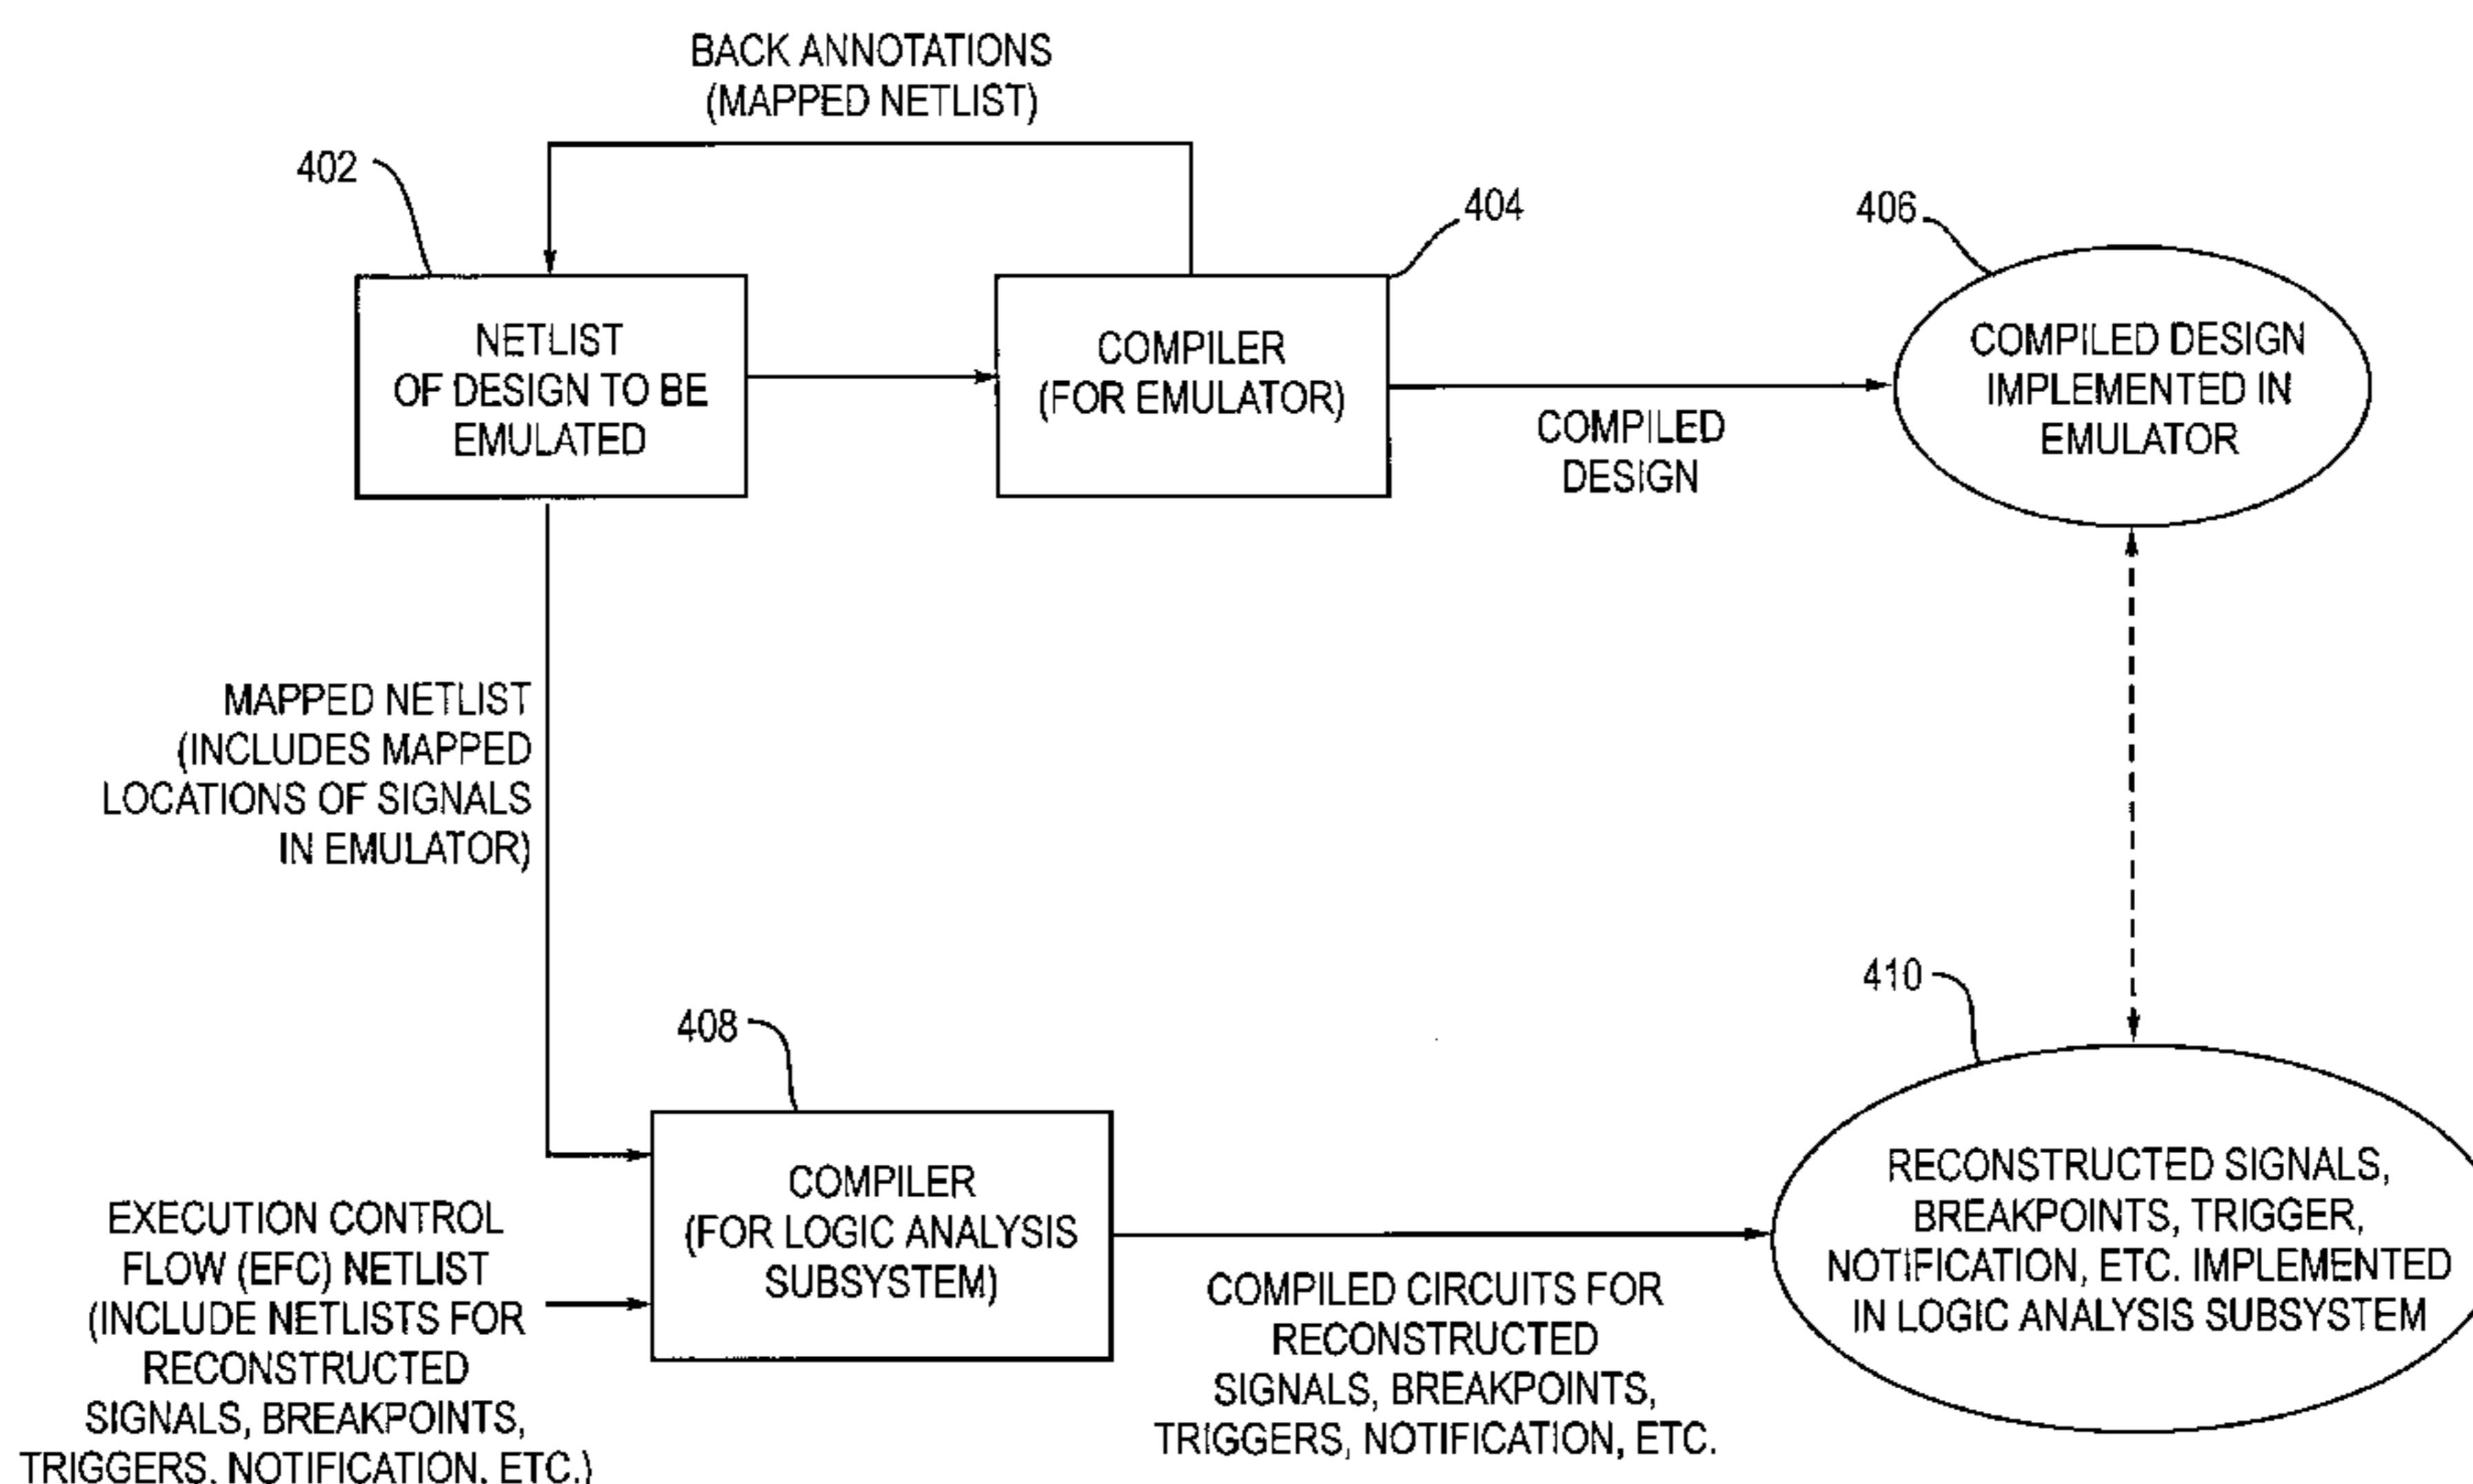 BACK ANNOTATIONS
(MAPPED NETLIST)
402
404
406
NETLIST
OF DESIGN TO BE
EMULATED
COMPILER
(FOR EMULATOR)
COMPILED
DESIGN
COMPILED DESIGN
IMPLEMENTED IN
EMULATOR
MAPPED NETLIST
(INCLUDES MAPPED
LOCATIONS OF SIGNALS
IN EMULATOR)
408
410
EXECUTION CONTROL
FLOW (EFC) NETLIST
(INCLUDE NETLISTS FOR
RECONSTRUCTED
SIGNALS, BREAKPOINTS,
TRIGGERS, NOTIFICATION, ETC.)
COMPILER
(FOR LOGIC ANALYSIS
SUBSYSTEM)
COMPILED CIRCUITS FOR
RECONSTRUCTED
SIGNALS, BREAKPOINTS,
TRIGGERS, NOTIFICATION, ETC.
RECONSTRUCTED SIGNALS,
BREAKPOINTS, TRIGGER,
NOTIFICATION, ETC. IMPLEMENTED
IN LOGIC ANALYSIS SUBSYSTEM